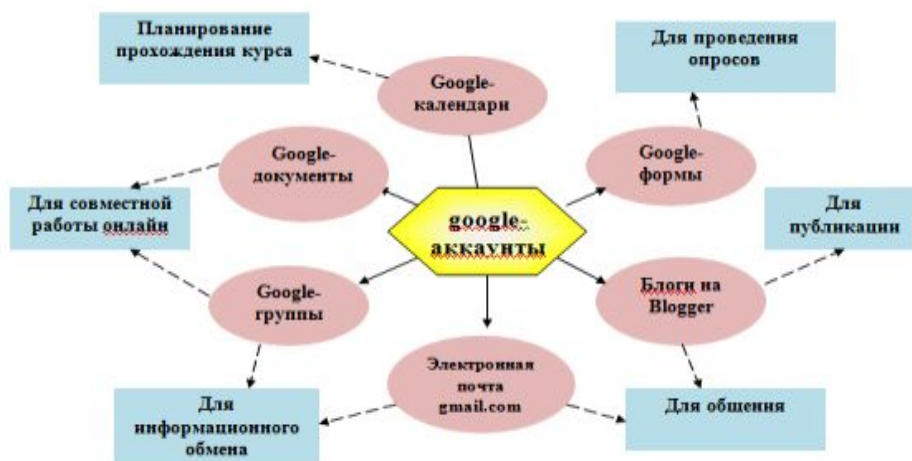 Планирование
прохождения курса
Для проведения
опросов
Google-
календари
Google-
документы
Google-
формы
Для совместной
работы онлайн
google-
аккаунты
Для
публикации
Google-
группы
Блоги на
Blogger
Электронная
почта
gmail.com
Для
информационного
обмена
Для общения